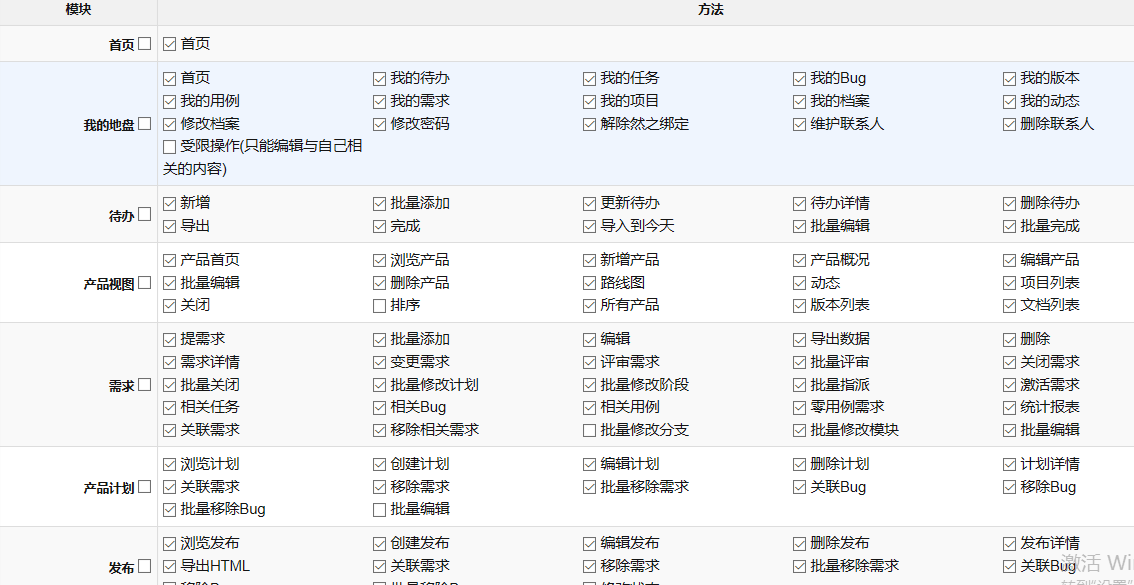 模块 方法
首页 首页
首页 我的待办 我的任务 我的Bug 我的版本
我的用例 我的需求 我的项目 我的档案 我的动态
我的地盘 修改档案 修改密码 解除然之绑定 维护联系人 删除联系人
受限操作(只能编辑与自己相
关的内容)
新增 批量添加 更新待办 待办详情 删除待办
待办
导出 完成 导入到今天 批量编辑 批量完成
产品首页 浏览产品 新增产品 产品概况 编辑产品
产品视图 批量编辑 删除产品 路线图 动态 项目列表
关闭 排序 所有产品 版本列表 文档列表
提需求 批量添加 编辑 导出数据 删除
需求详情 变更需求 评审需求 批量评审 关闭需求
需求 批量关闭 批量修改计划 批量修改阶段 批量指派 激活需求
相关任务 相关Bug 相关用例 零用例需求 统计报表
关联需求 移除相关需求 批量修改分支 批量修改模块 批量编辑
浏览计划 创建计划 编辑计划 删除计划 计划详情
产品计划 关联需求 移除需求 批量移除需求 关联Bug 移除Bug
批量移除Bug 批量编辑
浏览发布 创建发布 编辑发布 删除发布 发布详情
发布 导出HTML 关联需求 移除需求 批量移除需求 关联Bug
激活 Wi